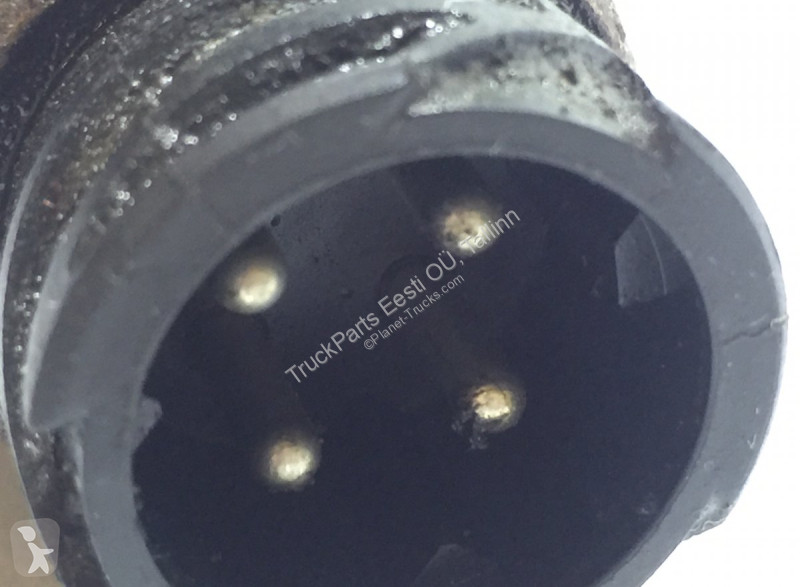 TruckParts Eesti OÜ, Tallinn
©Planet-Trucks.com